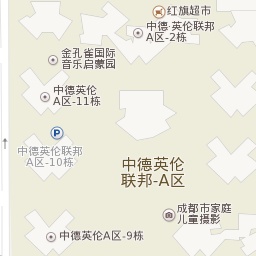 红旗超市
中德·英伦联邦
A区-2栋
金孔雀国际
音乐启蒙园
中德英伦
A区-11栋
中德英伦联邦
A区-10栋
中德英伦
联邦-A区
成都市家庭
儿童摄影
中德英伦A区-9栋